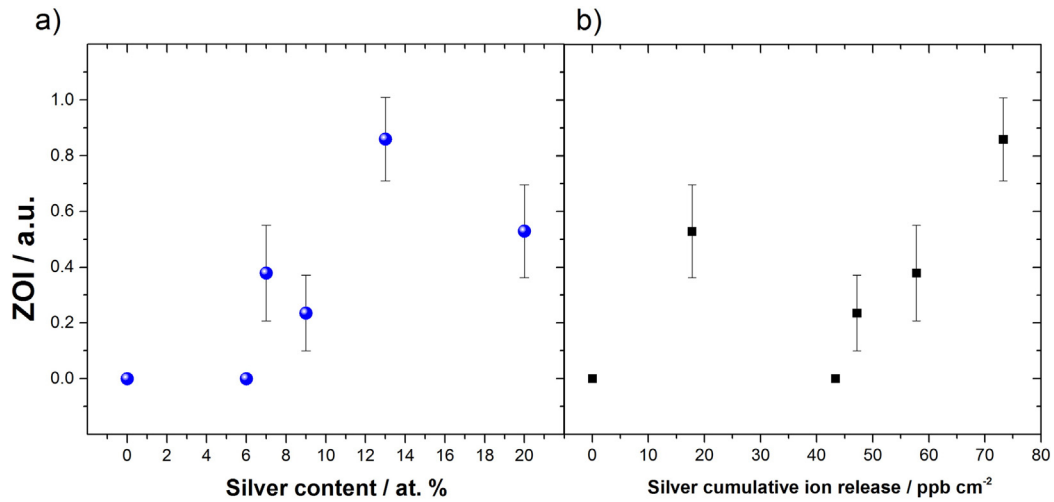 a)
b)
ZOI / a.u.
1.0
0.8
0.6
0.4
0.2
0.0
0 2 4 6 8 10 12 14 16 18 20
0 10 20 30 40 50 60 70 80
Silver content / at. %
Silver cumulative ion release / ppb cm-2